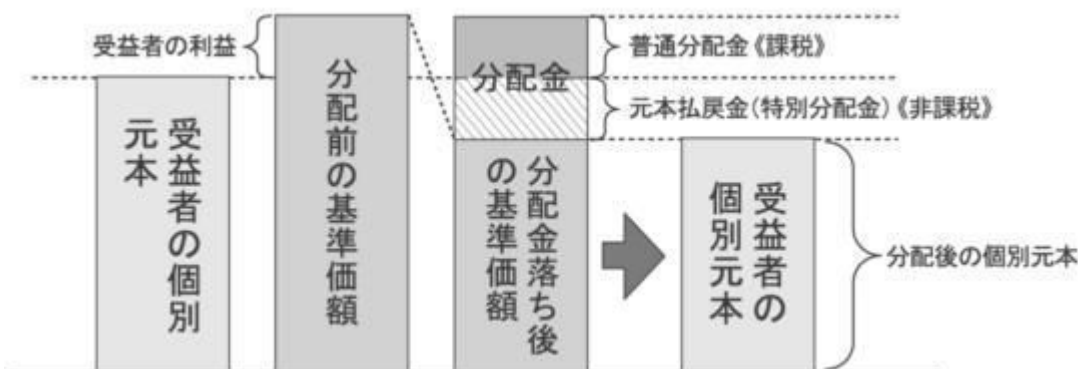 受益者の利益
受益者の個別
元本
分配前の基準価額
分配金
分配金落ち後
の基準価額
普通分配金《課税》
元本払戻金(特別分配金)《非課税》
受益者の
個別元本
分配後の個別元本